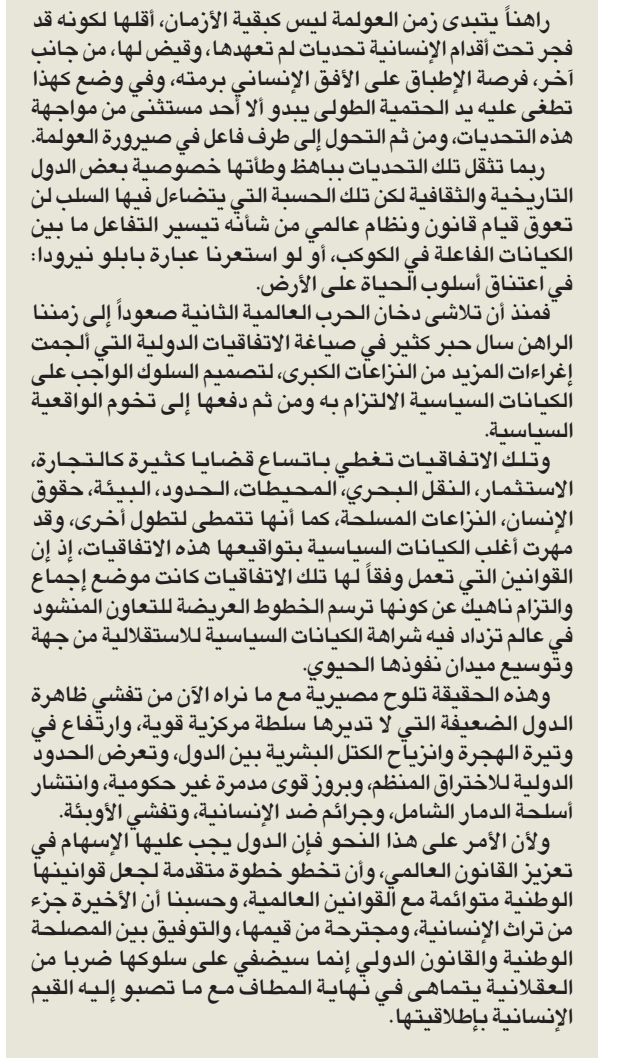 راهناً يتبدى زمن العولمة ليس كبقية الأزمان، أقلها لكونه قد
فجر تحت أقدام الإنسانية تحديات لم تعهدها، وقيض لها، من جانب
آخر، فرصة الإطباق على الأفق الإنساني برمته، وفي وضع كهذا
تطغى عليه يد الحتمية الطولى يبدو ألا أحد مستثنى من مواجهة
هذه التحديات، ومن ثم التحول إلى طرف فاعل في صيرورة العولمة.
ربما تثقل تلك التحديات بباهظ وطأتها خصوصية بعض الدول
التاريخية والثقافية لكن تلك الحسبة التي يتضاءل فيها السلب لن
تعوق قيام قانون ونظام عالمي من شأنه تيسير التفاعل ما بين
الكيانات الفاعلة في الكوكب، أو لو استعرنا عبارة بابلو نيرودا:
في اعتناق أسلوب الحياة على الأرض.
فمنذ أن تلاشى دخان الحرب العالمية الثانية صعوداً إلى زمننا
الراهن سال حبر كثير في صياغة الاتفاقيات الدولية التي ألجمت
إغراءات المزيد من النزاعات الكبرى، لتصميم السلوك الواجب على
الكيانات السياسية الالتزام به ومن ثم دفعها إلى تخوم الواقعية
السياسية.
وتلك الاتفاقيات تغطي باتساع قضايا كثيرة كالتجارة،
الاستثمار، النقل البحري، المحيطات، الحدود، البيئة، حقوق
الإنسان، النزاعات المسلحة، كما أنها تتمطى لتطول أخرى، وقد
مهرت أغلب الكيانات السياسية بتواقيعها هذه الاتفاقيات، إذ إن
القوانين التي تعمل وفقاً لها تلك الاتفاقيات كانت موضع إجماع
والتزام ناهيك عن كونها ترسم الخطوط العريضة للتعاون المنشود
في عالم تزداد فيه شراهة الكيانات السياسية للاستقلالية من جهة
وتوسيع ميدان نفوذها الحيوي.
وهذه الحقيقة تلوح مصيرية مع ما نراه الآن من تفشي ظاهرة
الدول الضعيفة التي لا تديرها سلطة مركزية قوية، وارتفاع في
وتيرة الهجرة وانزياح الكتل البشرية بين الدول، وتعرض الحدود
الدولية للاختراق المنظم، وبروز قوى مدمرة غير حكومية، وانتشار
أسلحة الدمار الشامل، وجرائم ضد الإنسانية، وتفشي الأوبئة.
ولأن الأمر على هذا النحو فإن الدول يجب عليها الإسهام في
تعزيز القانون العالمي، وأن تخطو خطوة متقدمة لجعل قوانينها
الوطنية متوائمة مع القوانين العالمية، وحسبنا أن الأخيرة جزء
من تراث الإنسانية، ومجترحة من قيمها، والتوفيق بين المصلحة
الوطنية والقانون الدولي إنما سيضفي على سلوكها ضربا من
العقلانية يتماهى في نهاية المطاف مع ما تصبو إليه القيم
الإنسانية بإطلاقيتها.